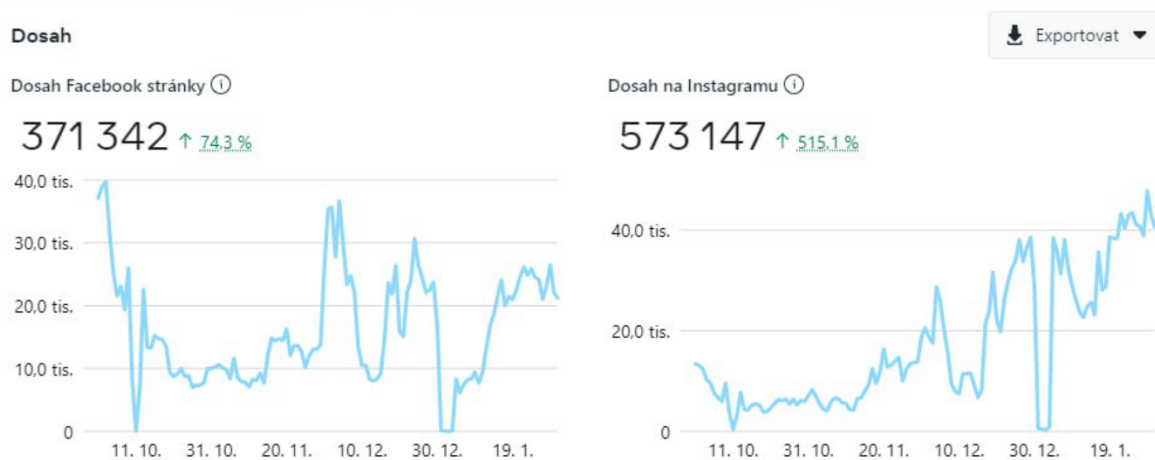 Dosah
Exportovat
Dosah Facebook stránky
Dosah na Instagramu
371 342 ↑ 74,3 %
573 147 ↑ 515,1 %
40,0 tis.
30,0 tis.
20,0 tis.
10,0 tis.
0
11. 10. 31. 10. 20. 11. 10. 12. 30. 12. 19. 1.
40,0 tis.
20,0 tis.
0
11. 10. 31. 10. 20. 11. 10. 12. 30. 12. 19. 1.